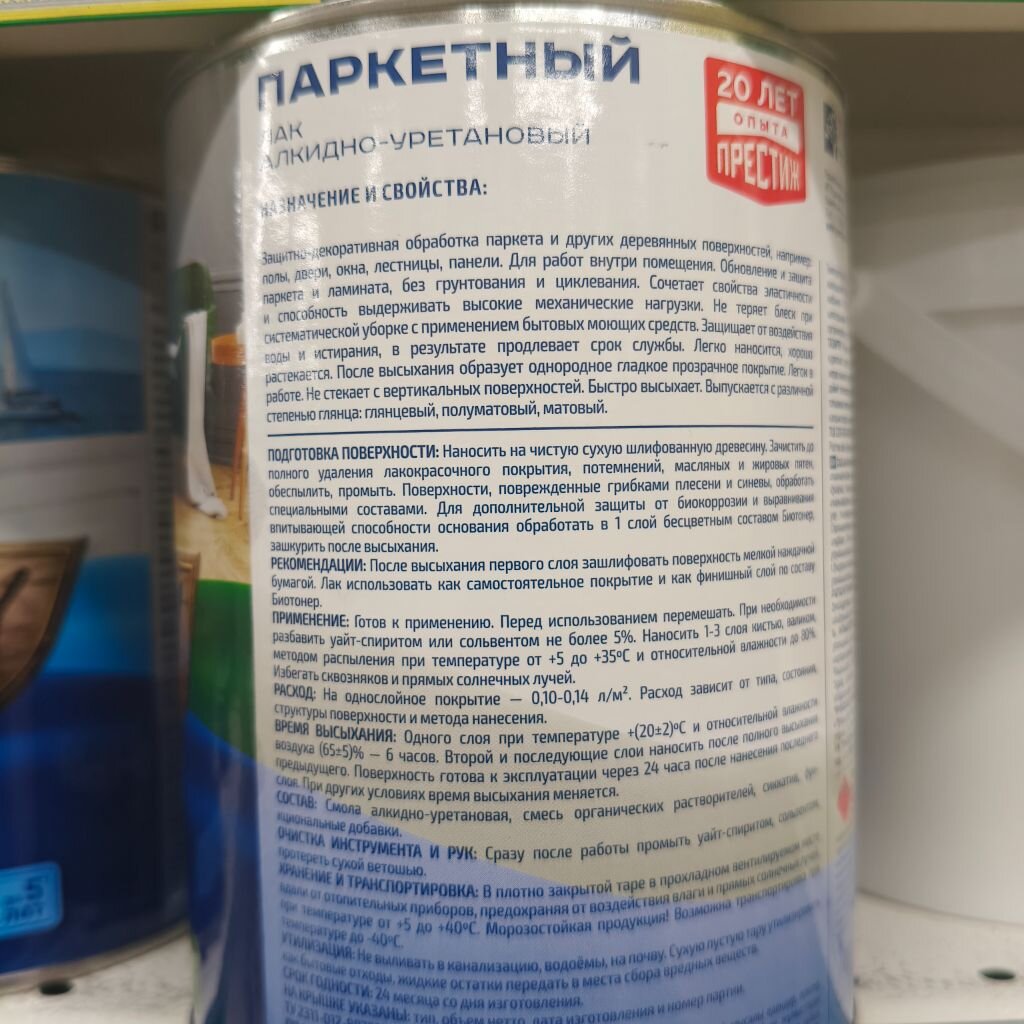 ПАРКЕТНЫЙ
ЛАК
АЛКИДНО-УРЕТАНОВЫЙ
20 ЛЕТ
ОПЫТА
ПРЕСТИЖ
НАЗНАЧЕНИЕ И СВОЙСТВА:
Защитно-декоративная обработка паркета и других деревянных поверхностей, например:
полы, двери, окна, лестницы, панели. Для работ внутри помещения. Обновление и защита
паркета и ламината, без грунтования и циклевания. Сочетает свойства эластичности
и способность выдерживать высокие механические нагрузки. Не теряет блеск при
систематической уборке с применением бытовых моющих средств. Защищает от воздействия
воды и истирания, в результате продлевает срок службы. Легко наносится, хорошо
растекается. После высыхания образует однородное гладкое прозрачное покрытие. Легок в
работе. Не стекает с вертикальных поверхностей. Быстро высыхает. Выпускается с различной
степенью глянца: глянцевый, полуматовый, матовый.
ПОДГОТОВКА ПОВЕРХНОСТИ: Наносить на чистую сухую шлифованную древесину. Зачистить до
полного удаления лакокрасочного покрытия, потемнений, масляных и жировых пятен,
обеспылить, промыть. Поверхности, поврежденные грибками плесени и синевы, обработать
специальными составами. Для дополнительной защиты от биокоррозии и выравнивания
впитывающей способности основания обработать в 1 слой бесцветным составом Биотонер,
зашкурить после высыхания.
РЕКОМЕНДАЦИИ: После высыхания первого слоя зашлифовать поверхность мелкой наждачной
бумагой. Лак использовать как самостоятельное покрытие и как финишный слой по составу
Биотонер.
ПРИМЕНЕНИЕ: Готов к применению. Перед использованием перемешать. При необходимости
разбавить уайт-спиритом или сольвентом не более 5%. Наносить 1-3 слоя кистью, валиком,
методом распыления при температуре от +5 до +35ºС и относительной влажности до 80%.
Избегать сквозняков и прямых солнечных лучей.
РАСХОД: На однослойное покрытие — 0,10-0,14 л/м². Расход зависит от типа, состояния,
структуры поверхности и метода нанесения.
ВРЕМЯ ВЫСЫХАНИЯ: Одного слоя при температуре +(20±2)ºС и относительной влажности
воздуха (65±5)% — 6 часов. Второй и последующие слои наносить после полного высыхания
предыдущего. Поверхность готова к эксплуатации через 24 часа после нанесения последнего
слоя. При других условиях время высыхания меняется.
СОСТАВ: Смола алкидно-уретановая, смесь органических растворителей, сиккатив, фун-
кциональные добавки.
ОЧИСТКА ИНСТРУМЕНТА И РУК: Сразу после работы промыть уайт-спиритом, сольвентом,
протереть сухой ветошью.
ХРАНЕНИЕ И ТРАНСПОРТИРОВКА: В плотно закрытой таре в прохладном вентилируемом месте
вдали от отопительных приборов, предохраняя от воздействия влаги и прямых солнечных лучей,
при температуре от +5 до +40ºС. Морозостойкая продукция! Возможна транспортировка при
температуре до -40ºС.
УТИЛИЗАЦИЯ: Не выливать в канализацию, водоёмы, на почву. Сухую пустую тару утилизировать
как бытовые отходы, жидкие остатки передать в места сбора вредных веществ.
СРОК ГОДНОСТИ: 24 месяца со дня изготовления.
НА КРЫШКЕ УКАЗАНЫ: тип, объем нетто, дата изготовления и номер партии.
ТУ 2311-012
5
ЛЕТ